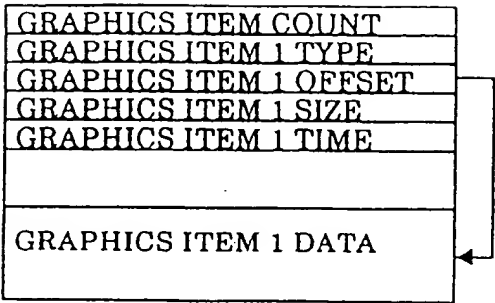 GRAPHICS ITEM COUNT
GRAPHICS ITEM 1 TYPE
GRAPHICS ITEM 1 OFFSET
GRAPHICS ITEM 1 SIZE
GRAPHICS ITEM 1 TIME
GRAPHICS ITEM 1 DATA